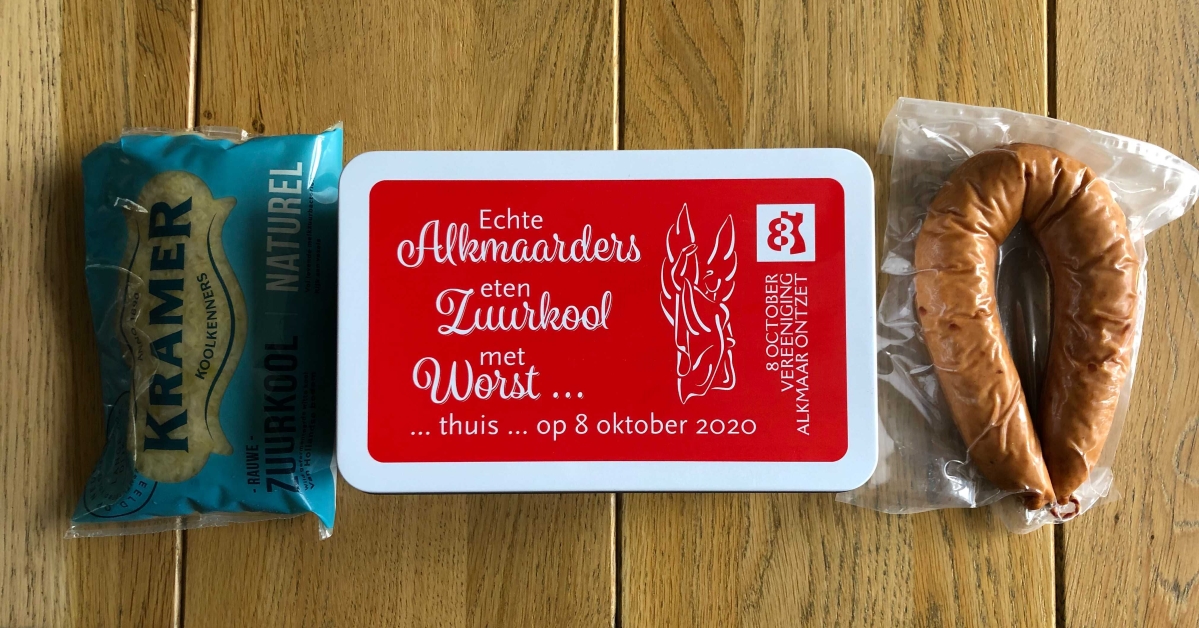 KRAMER
KOOLKENNERS
- RAUWE -
ZUURKOOL | NATUREL
Echte
Alkmaarders
eten
Zuurkool
met
Worst ...
... thuis ... op 8 oktober 2020
8
8 OCTOBER
VEREENIGING
ALKMAAR ONTZET